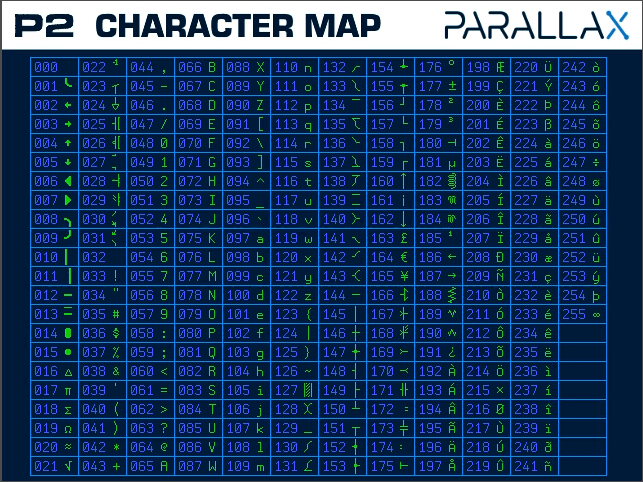 P2 CHARACTER MAP PARALLAX
000 022 044 , 066 B 088 X 110 n 132 154 176 ° 198 Æ 220 Ü 242 ò
001 023 045 - 067 C 089 Y 111 o 133 155 177 ± 199 Ç 221 Ý 243 ó
002 ← 024 046 . 068 D 090 Z 112 p 134 156 178 ² 200 È 222 Þ 244 ô
003 → 025 047 / 069 E 091 [ 113 q 135 157 179 ³ 201 É 223 β 245 õ
004 ↑ 026 048 0 070 F 092 \ 114 r 136 158 180 202 Ê 224 à 246 ö
005 ↓ 027 049 1 071 G 093 ] 115 s 137 159 181 μ 203 Ë 225 á 247 ÷
006 ◀ 028 050 2 072 H 094 ^ 116 t 138 160 ↑ 182 204 Ì 226 â 248 ø
007 ▶ 029 051 3 073 I 095 _ 117 u 139 161 ¡ 183 205 Í 227 ã 249 ù
008 030 052 4 074 J 096 ` 118 v 140 162 ↓ 184 206 Î 228 ä 250 ú
009 031 053 5 075 K 097 a 119 w 141 163 £ 185 ¹ 207 Ï 229 å 251 û
010 032 054 6 076 L 098 b 120 x 142 164 € 186 ← 208 Ð 230 æ 252 ü
011 033 ! 055 7 077 M 099 c 121 y 143 165 ¥ 187 → 209 Ñ 231 ç 253 ý
012 034 " 056 8 078 N 100 d 122 z 144 166 188 210 Ò 232 è 254 þ
013 035 # 057 9 079 O 101 e 123 { 145 167 189 211 Ó 233 é 255 ∞
014 036 $ 058 : 080 P 102 f 124 | 146 168 190 212 Ô 234 ê
015 ● 037 % 059 ; 081 Q 103 g 125 } 147 169 191 ¿ 213 Õ 235 ë
016 △ 038 & 060 < 082 R 104 h 126 ~ 148 170 192 À 214 Ö 236 ì
017 π 039 ' 061 = 083 S 105 i 127 149 171 193 Á 215 × 237 í
018 Σ 040 ( 062 > 084 T 106 j 128 150 172 194 Â 216 Ø 238 î
019 Ω 041 ) 063 ? 085 U 107 k 129 151 173 195 Ã 217 Ù 239 ï
020 ≈ 042 * 064 @ 086 V 108 l 130 152 174 196 Ä 218 Ú 240 ð
021 √ 043 + 065 A 087 W 109 m 131 153 175 197 Å 219 Û 241 ñ